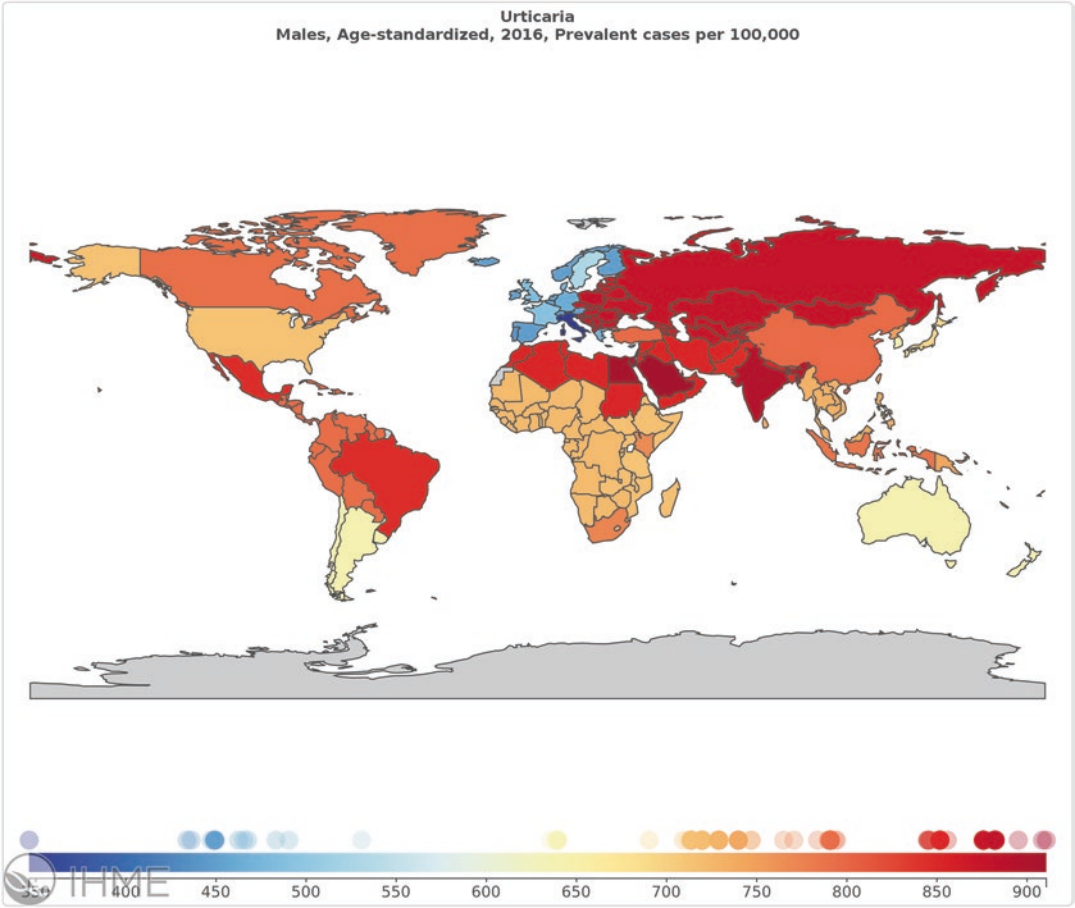 Urticaria
Males, Age-standardized, 2016, Prevalent cases per 100,000
IHME
350 400 450 500 550 600 650 700 750 800 850 900